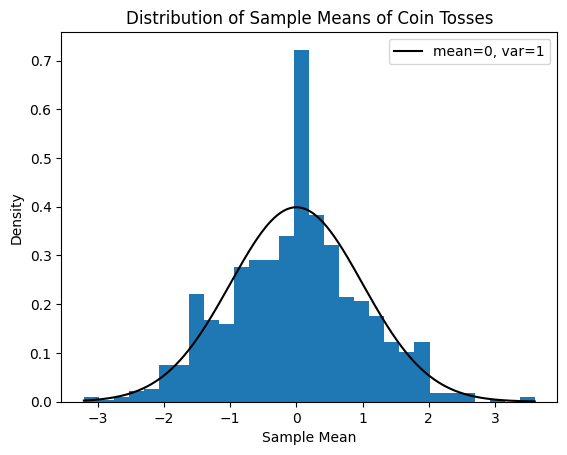 Distribution of Sample Means of Coin Tosses
mean=0, var=1
Density
0.7
0.6
0.5
0.4
0.3
0.2
0.1
0.0
−3 −2 −1 0 1 2 3
Sample Mean